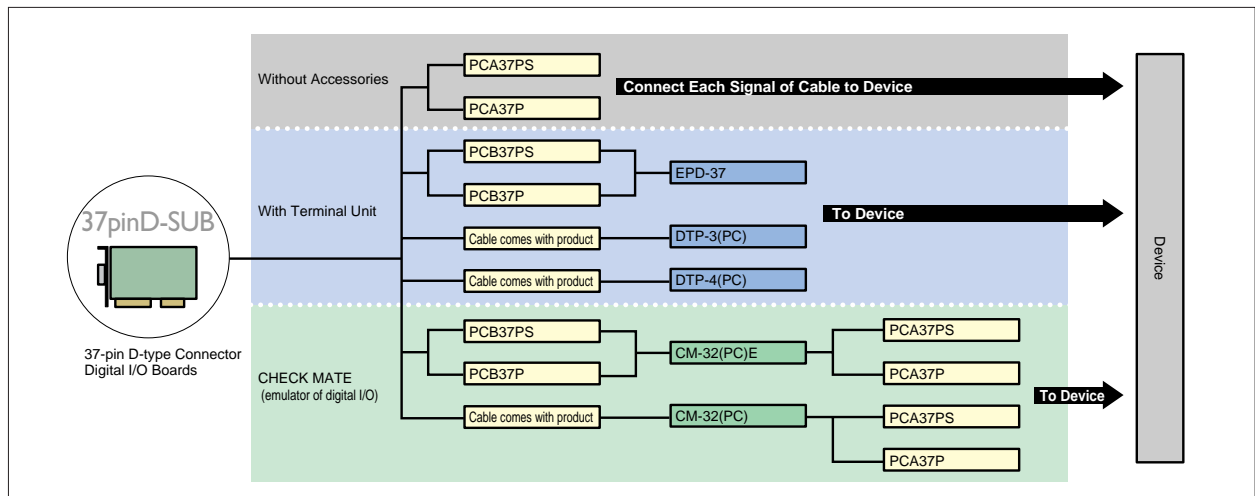 Without Accessories
PCA37PS
PCA37P
Connect Each Signal of Cable to Device
37pinD-SUB
37-pin D-type Connector
Digital I/O Boards
With Terminal Unit
PCB37PS
PCB37P
EPD-37
Cable comes with product
DTP-3(PC)
Cable comes with product
DTP-4(PC)
To Device
CHECK MATE
(emulator of digital I/O)
PCB37PS
PCB37P
CM-32(PC)E
PCA37PS
PCA37P
Cable comes with product
CM-32(PC)
PCA37PS
PCA37P
To Device
Device